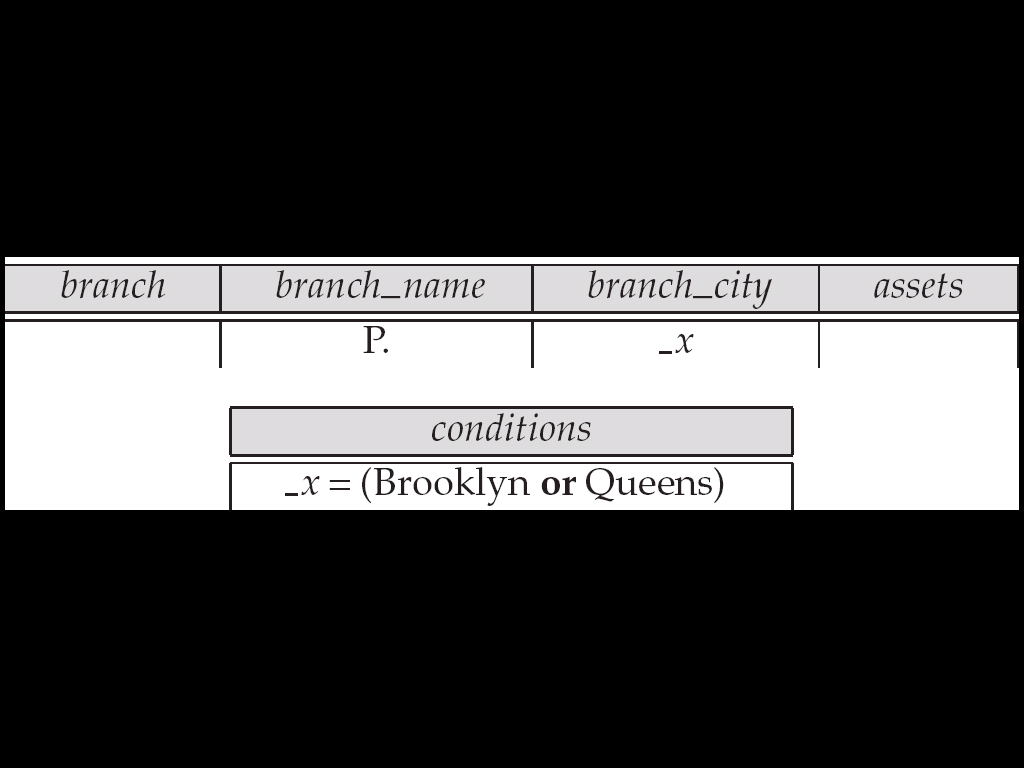 branch branch_name branch_city assets
P. _x
conditions
_x = (Brooklyn or Queens)